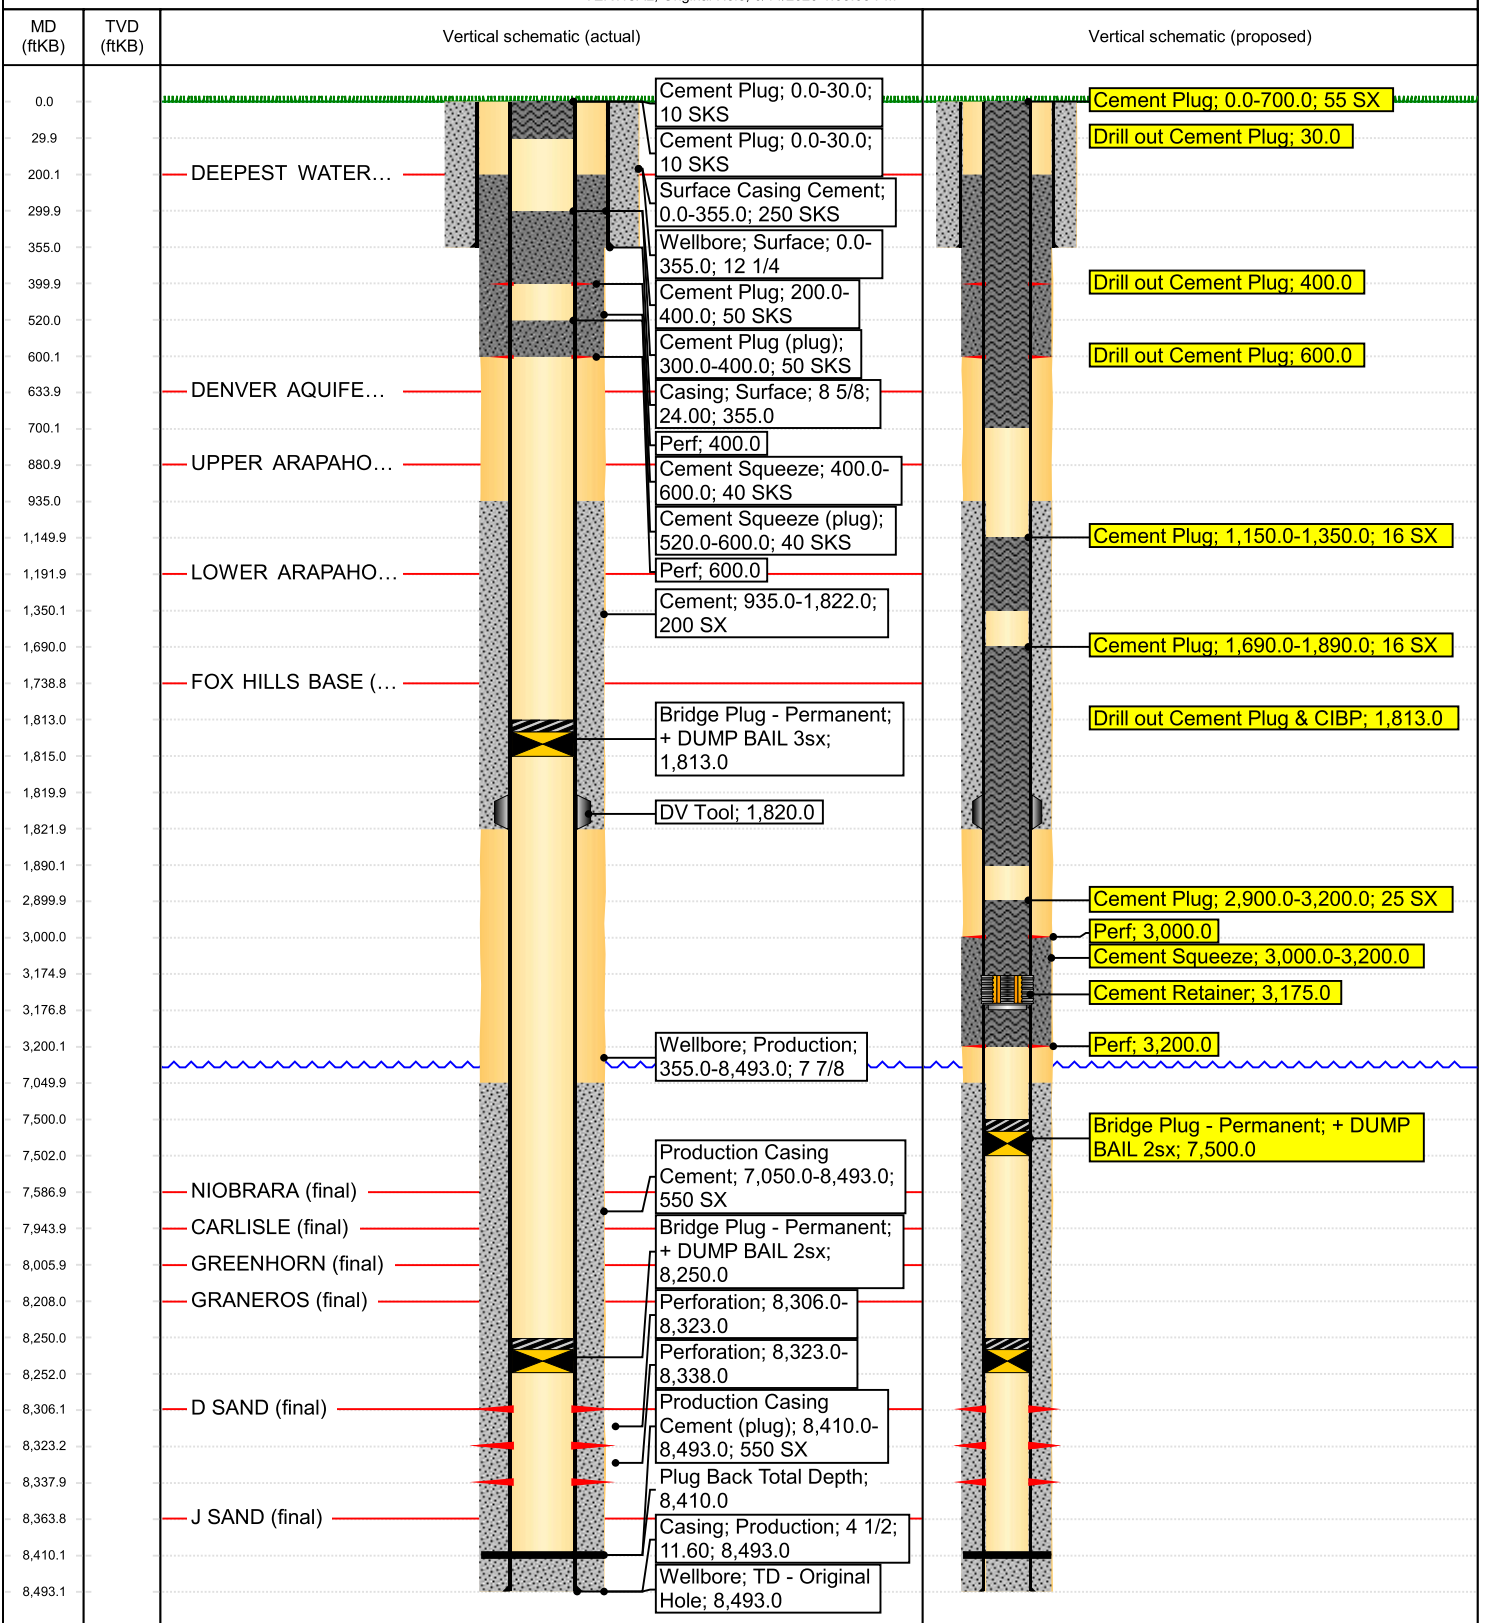 MD
(ftKB)
TVD
(ftKB)
Vertical schematic (actual)
Vertical schematic (proposed)
0.0
29.9
200.1
299.9
355.0
399.9
520.0
600.1
633.9
700.1
880.9
935.0
1,149.9
1,191.9
1,350.1
1,690.0
1,738.8
1,813.0
1,815.0
1,819.9
1,821.9
1,890.1
2,899.9
3,000.0
3,174.9
3,176.8
3,200.1
7,049.9
7,500.0
7,502.0
7,586.9
7,943.9
8,005.9
8,208.0
8,250.0
8,252.0
8,306.1
8,323.2
8,337.9
8,363.8
8,410.1
8,493.1
DEEPEST WATER...
DENVER AQUIFE...
UPPER ARAPAHO...
LOWER ARAPAHO...
FOX HILLS BASE (...
NIOBRARA (final)
CARLISLE (final)
GREENHORN (final)
GRANEROS (final)
D SAND (final)
J SAND (final)
Cement Plug; 0.0-30.0;
10 SKS
Cement Plug; 0.0-30.0;
10 SKS
Surface Casing Cement;
0.0-355.0; 250 SKS
Wellbore; Surface; 0.0-
355.0; 12 1/4
Cement Plug; 200.0-
400.0; 50 SKS
Cement Plug (plug);
300.0-400.0; 50 SKS
Casing; Surface; 8 5/8;
24.00; 355.0
Perf; 400.0
Cement Squeeze; 400.0-
600.0; 40 SKS
Cement Squeeze (plug);
520.0-600.0; 40 SKS
Perf; 600.0
Cement; 935.0-1,822.0;
200 SX
Bridge Plug - Permanent;
+ DUMP BAIL 3sx;
1,813.0
DV Tool; 1,820.0
Wellbore; Production;
355.0-8,493.0; 7 7/8
Production Casing
Cement; 7,050.0-8,493.0;
550 SX
Bridge Plug - Permanent;
+ DUMP BAIL 2sx;
8,250.0
Perforation; 8,306.0-
8,323.0
Perforation; 8,323.0-
8,338.0
Production Casing
Cement (plug); 8,410.0-
8,493.0; 550 SX
Plug Back Total Depth;
8,410.0
Casing; Production; 4 1/2;
11.60; 8,493.0
Wellbore; TD - Original
Hole; 8,493.0
Cement Plug; 0.0-700.0; 55 SX
Drill out Cement Plug; 30.0
Drill out Cement Plug; 400.0
Drill out Cement Plug; 600.0
Cement Plug; 1,150.0-1,350.0; 16 SX
Cement Plug; 1,690.0-1,890.0; 16 SX
Drill out Cement Plug & CIBP; 1,813.0
Cement Plug; 2,900.0-3,200.0; 25 SX
Perf; 3,000.0
Cement Squeeze; 3,000.0-3,200.0
Cement Retainer; 3,175.0
Perf; 3,200.0
Bridge Plug - Permanent; + DUMP
BAIL 2sx; 7,500.0